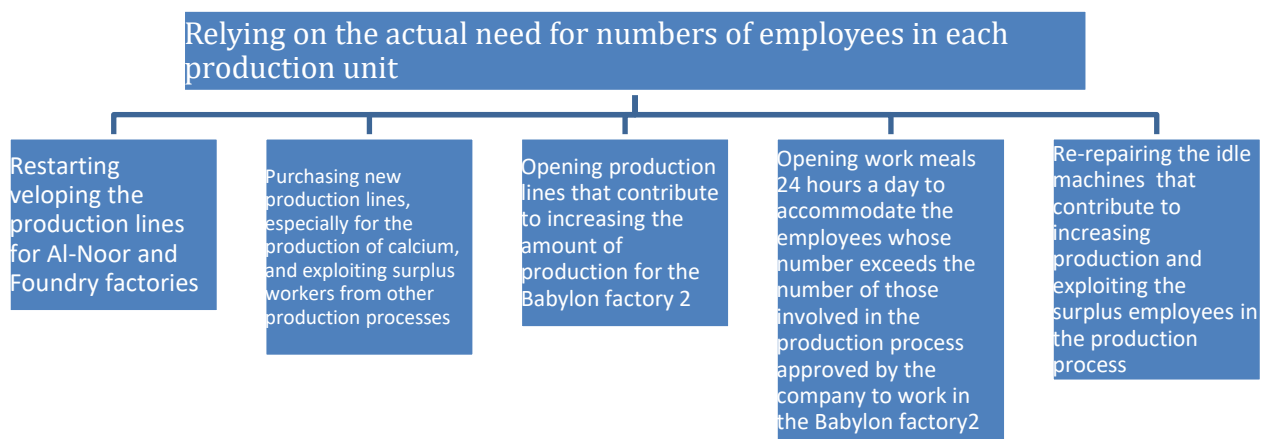 Relying on the actual need for numbers of employees in each
production unit
Restarting
veloping the
production lines
for Al-Noor and
Foundry factories
Purchasing new
production lines,
especially for the
production of calcium,
and exploiting surplus
workers from other
production processes
Opening production
lines that contribute
to increasing the
amount of
production for the
Babylon factory 2
Opening work meals
24 hours a day to
accommodate the
employees whose
number exceeds the
number of those
involved in the
production process
approved by the
company to work in
the Babylon factory2
Re-repairing the idle
machines that
contribute to
increasing
production and
exploiting the
surplus employees in
the production
process